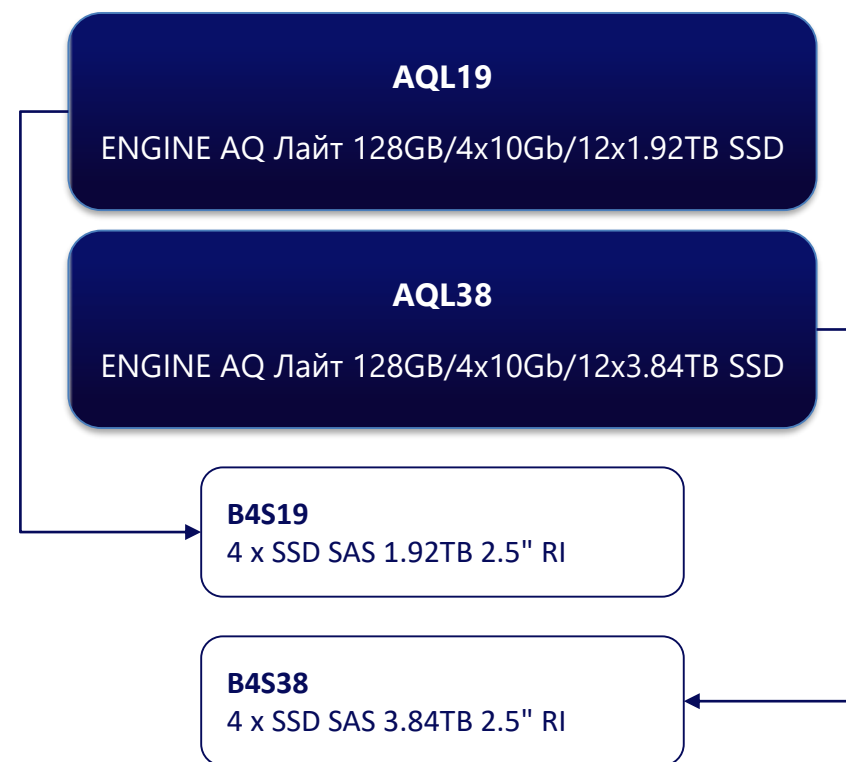 AQL19
ENGINE AQ Лайт 128GB/4x10Gb/12x1.92TB SSD
AQL38
ENGINE AQ Лайт 128GB/4x10Gb/12x3.84TB SSD
B4S19
4 x SSD SAS 1.92TB 2.5" RI
B4S38
4 x SSD SAS 3.84TB 2.5" RI